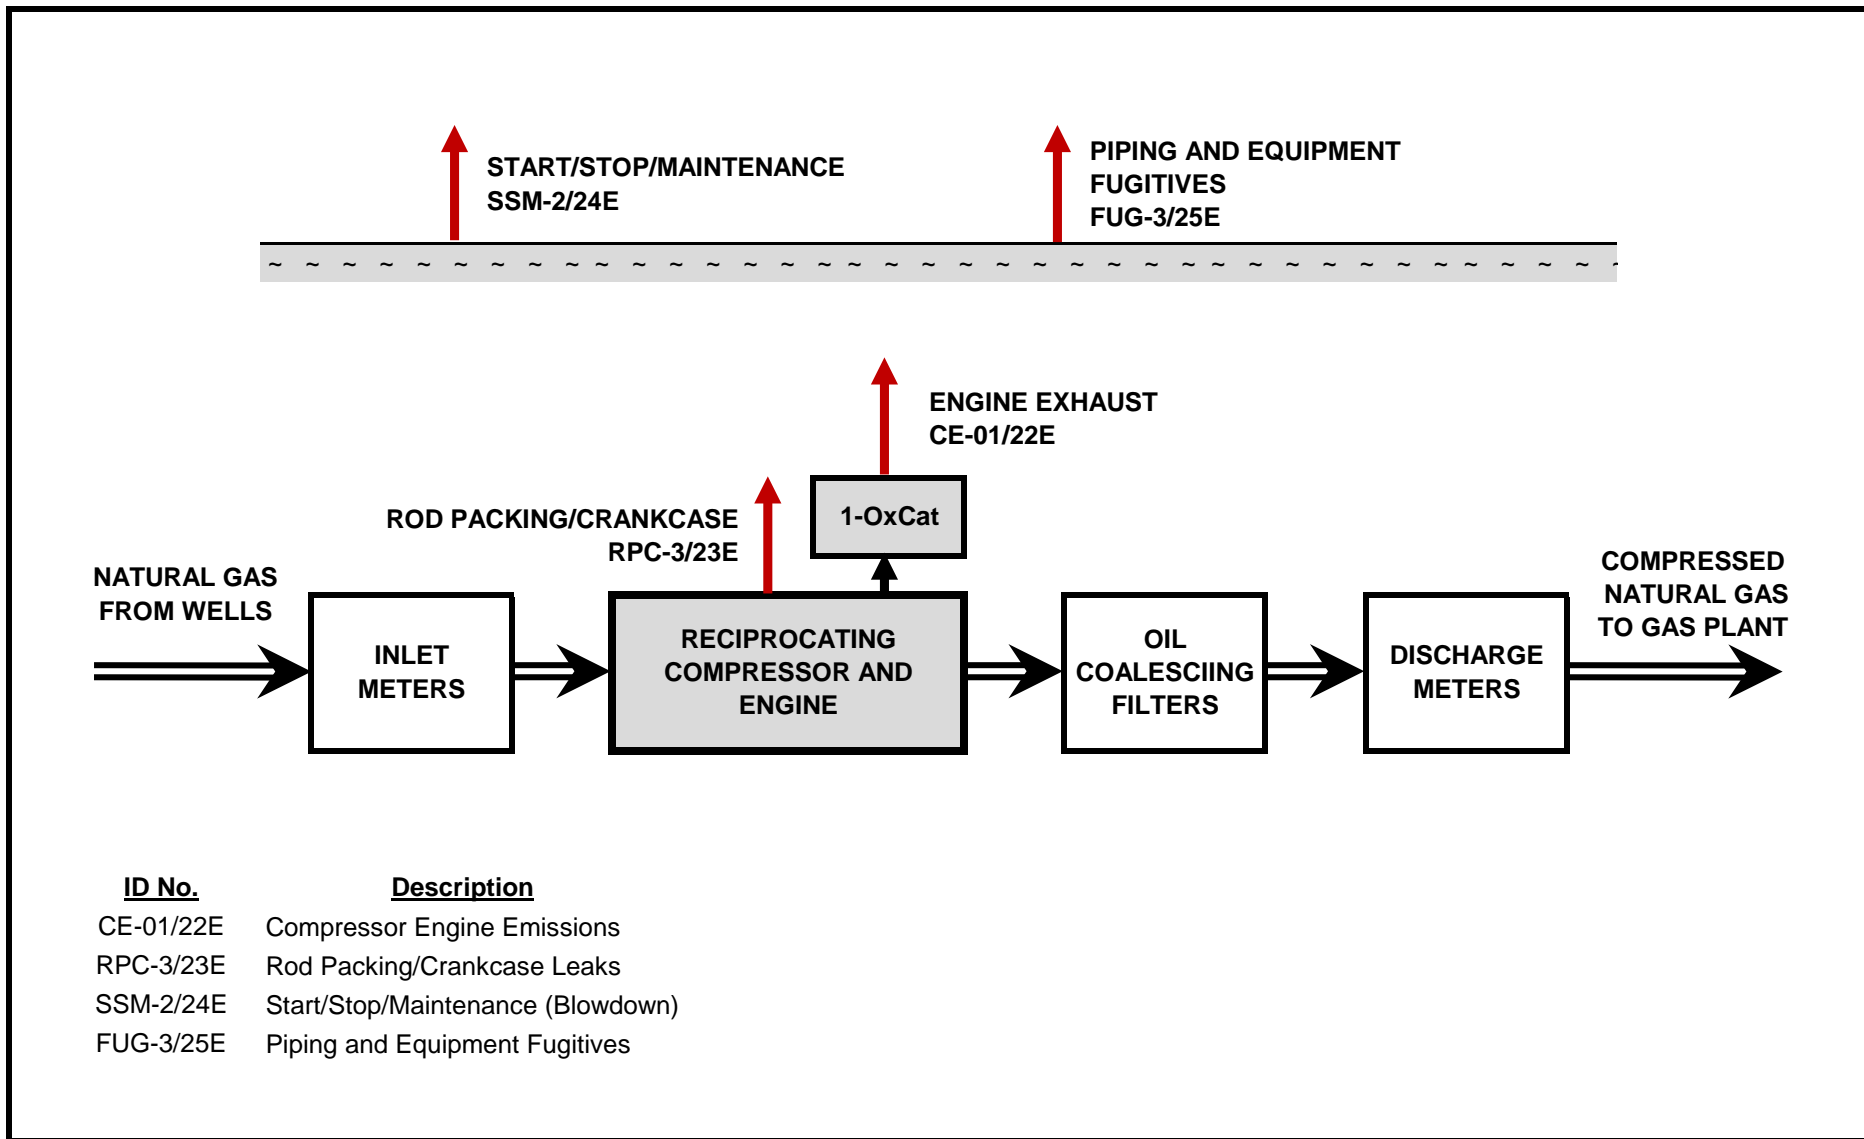 START/STOP/MAINTENANCE
SSM-2/24E
PIPING AND EQUIPMENT
FUGITIVES
FUG-3/25E
~ ~ ~ ~ ~ ~ ~ ~ ~ ~ ~ ~ ~ ~ ~ ~ ~ ~ ~ ~ ~ ~ ~ ~ ~ ~ ~ ~ ~ ~ ~ ~ ~ ~ ~ ~ ~ ~
ENGINE EXHAUST
CE-01/22E
1-OxCat
ROD PACKING/CRANKCASE
RPC-3/23E
NATURAL GAS
FROM WELLS
INLET
METERS
RECIPROCATING
COMPRESSOR AND
ENGINE
OIL
COALESCIING
FILTERS
DISCHARGE
METERS
COMPRESSED
NATURAL GAS
TO GAS PLANT
ID No. Description
CE-01/22E Compressor Engine Emissions
RPC-3/23E Rod Packing/Crankcase Leaks
SSM-2/24E Start/Stop/Maintenance (Blowdown)
FUG-3/25E Piping and Equipment Fugitives